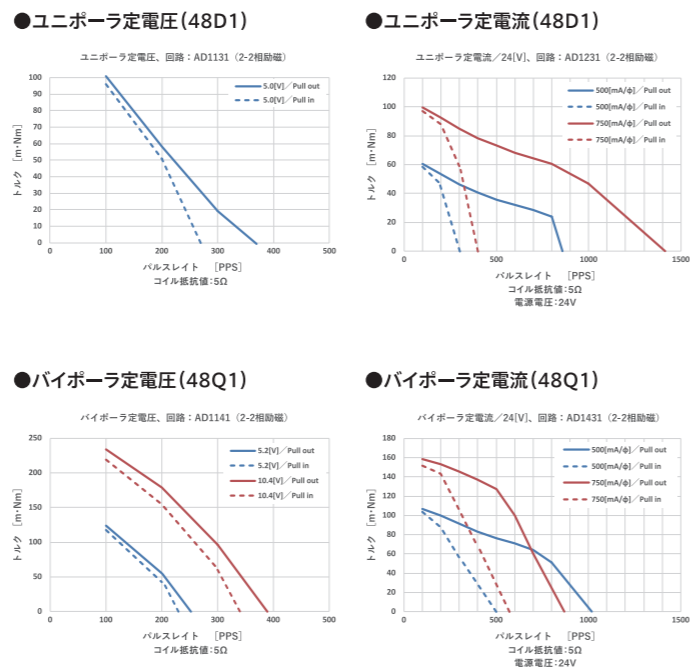 ●ユニポーラ定電圧(48D1)
ユニポーラ定電圧、回路：AD1131（2-2相励磁）
5.0[V]／Pull out
5.0[V]／Pull in
トルク ［m･Nm］
100
90
80
70
60
50
40
30
20
10
0
0 100 200 300 400 500
パルスレイト ［PPS］
コイル抵抗値：5Ω
●ユニポーラ定電流(48D1)
ユニポーラ定電流／24[V]、回路：AD1231（2-2相励磁）
500[mA/ф]／Pull out
500[mA/ф]／Pull in
750[mA/ф]／Pull out
750[mA/ф]／Pull in
トルク ［m･Nm］
120
100
80
60
40
20
0
0 500 1000 1500
パルスレイト ［PPS］
コイル抵抗値：5Ω
電源電圧：24V
●バイポーラ定電圧(48Q1)
バイポーラ定電圧、回路：AD1141（2-2相励磁）
5.2[V]／Pull out
5.2[V]／Pull in
10.4[V]／Pull out
10.4[V]／Pull in
トルク ［m･Nm］
250
200
150
100
50
0
0 100 200 300 400 500
パルスレイト ［PPS］
コイル抵抗値：5Ω
●バイポーラ定電流(48Q1)
バイポーラ定電流／24[V]、回路：AD1431（2-2相励磁）
500[mA/ф]／Pull out
500[mA/ф]／Pull in
750[mA/ф]／Pull out
750[mA/ф]／Pull in
トルク ［m･Nm］
180
160
140
120
100
80
60
40
20
0
0 500 1000 1500
パルスレイト ［PPS］
コイル抵抗値：5Ω
電源電圧：24V